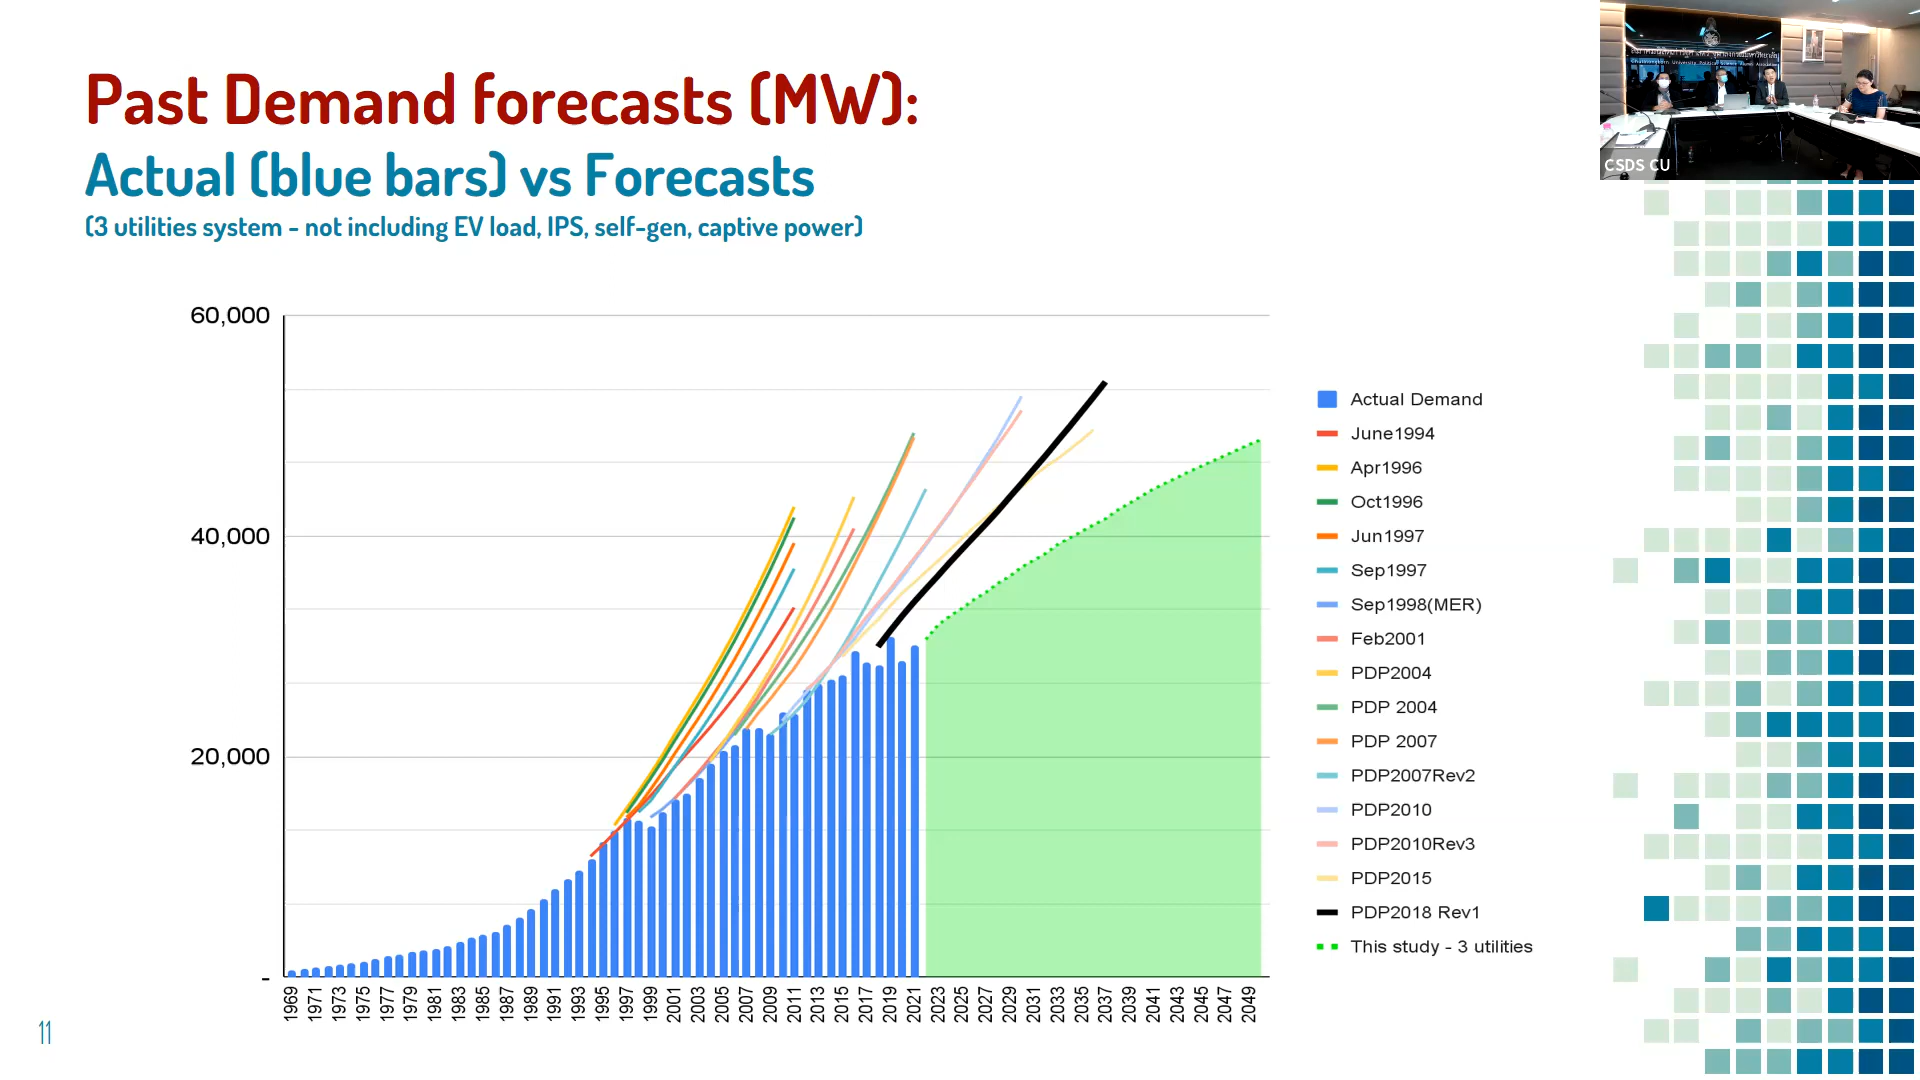 Past Demand forecasts (MW):
Actual (blue bars) vs Forecasts
(3 utilities system - not including EV load, IPS, self-gen, captive power)
CSDS CU
60,000
40,000
20,000
-
1969 1971 1973 1975 1977 1979 1981 1983 1985 1987 1989 1991 1993 1995 1997 1999 2001 2003 2005 2007 2009 2011 2013 2015 2017 2019 2021 2023 2025 2027 2029 2031 2033 2035 2037 2039 2041 2043 2045 2047 2049
Actual Demand
June1994
Apr1996
Oct1996
Jun1997
Sep1997
Sep1998(MER)
Feb2001
PDP2004
PDP 2004
PDP 2007
PDP2007Rev2
PDP2010
PDP2010Rev3
PDP2015
PDP2018 Rev1
This study - 3 utilities
11